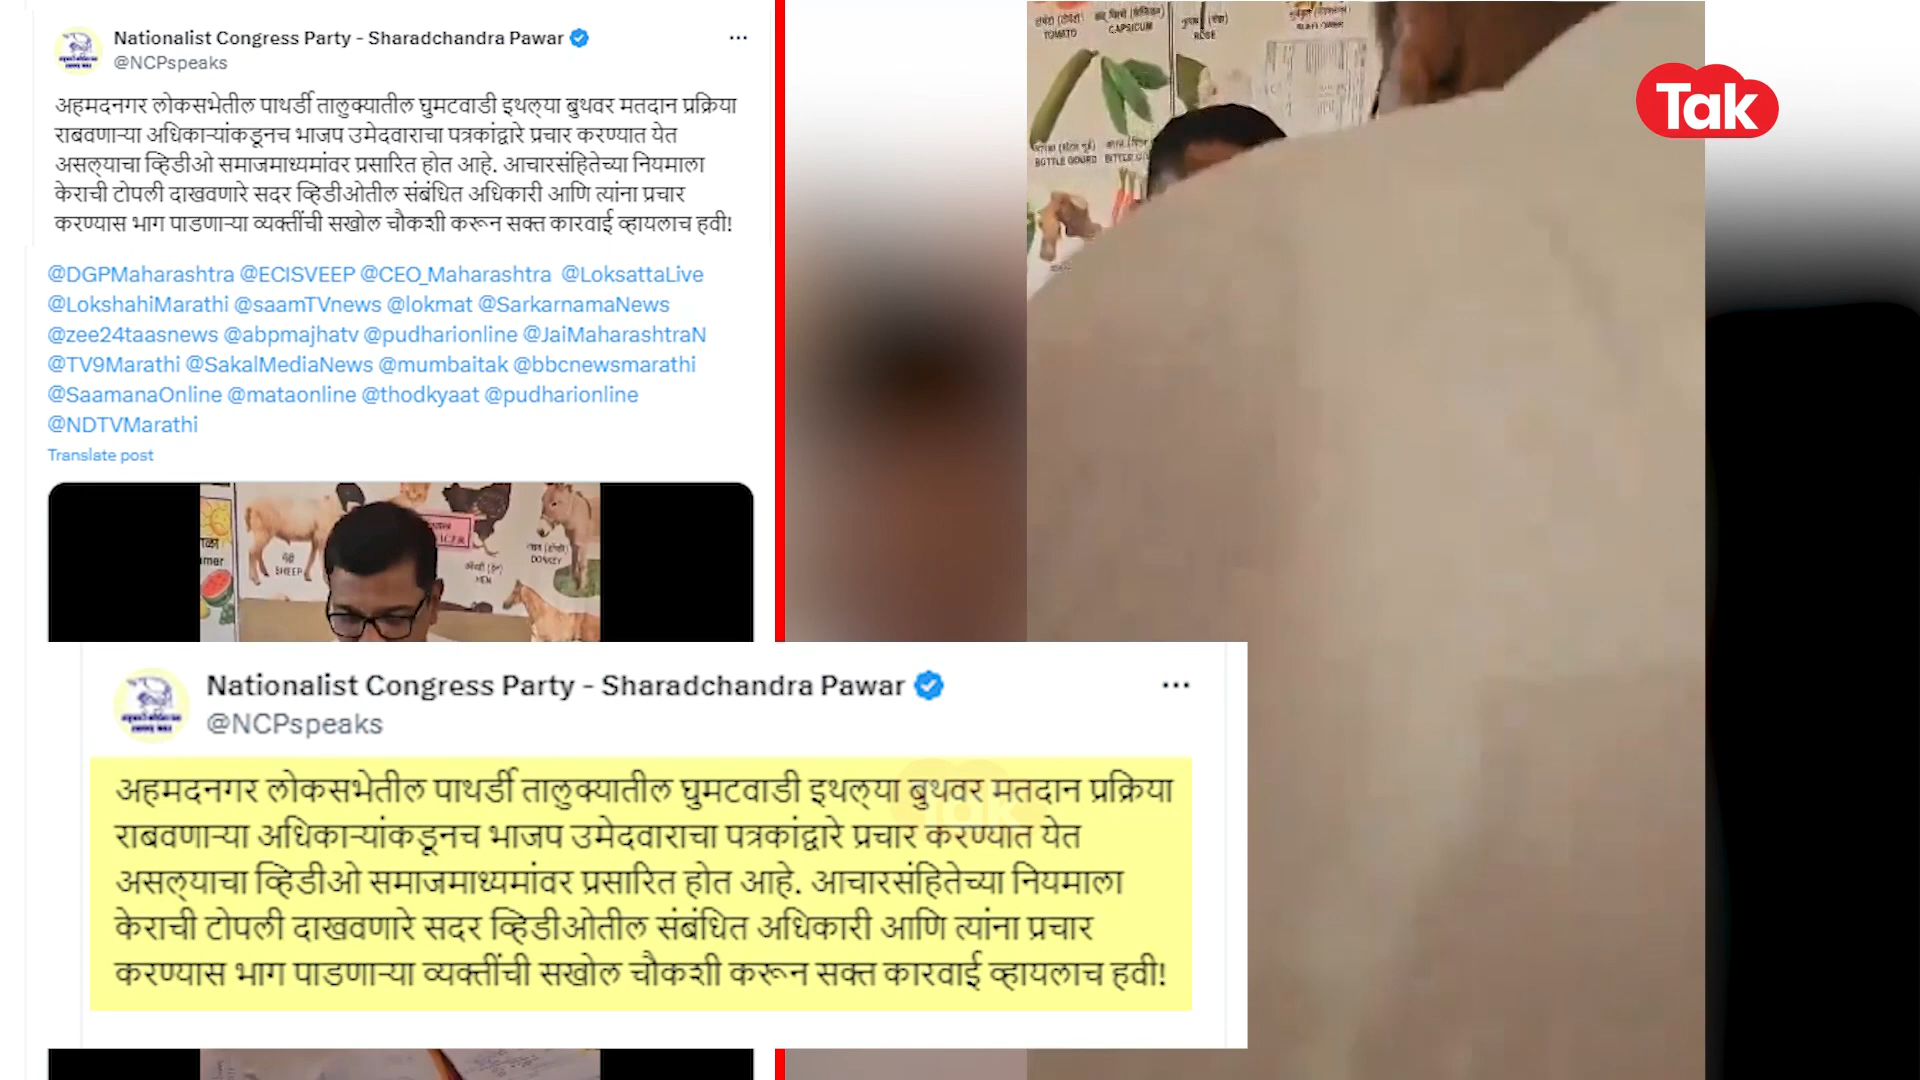 Nationalist Congress Party - Sharadchandra Pawar
@NCPspeaks
अहमदनगर लोकसभेतील पाथर्डी तालुक्यातील घुमटवाडी इथल्या बुथवर मतदान प्रक्रिया
राबवणाऱ्या अधिकाऱ्यांकडूनच भाजप उमेदवाराचा पत्रकांद्वारे प्रचार करण्यात येत
असल्याचा व्हिडीओ समाजमाध्यमांवर प्रसारित होत आहे. आचारसंहितेच्या नियमाला
केराची टोपली दाखवणारे सदर व्हिडीओतील संबंधित अधिकारी आणि त्यांना प्रचार
करण्यास भाग पाडणाऱ्या व्यक्तींची सखोल चौकशी करून सक्त कारवाई व्हायलाच हवी!
@DGPMaharashtra @ECISVEEP @CEO_Maharashtra @LoksattaLive
@LokshahiMarathi @saamTVnews @lokmat @SarkarnamaNews
@zee24taasnews @abpmajhatv @pudharionline @JaiMaharashtraN
@TV9Marathi @SakalMediaNews @mumbaitak @bbcnewsmarathi
@SaamanaOnline @mataonline @thodkyaat @pudharionline
@NDTVMarathi
Translate post
SHEEP
HEN
DONKEY
Nationalist Congress Party - Sharadchandra Pawar
@NCPspeaks
अहमदनगर लोकसभेतील पाथर्डी तालुक्यातील घुमटवाडी इथल्या बुथवर मतदान प्रक्रिया
राबवणाऱ्या अधिकाऱ्यांकडूनच भाजप उमेदवाराचा पत्रकांद्वारे प्रचार करण्यात येत
असल्याचा व्हिडीओ समाजमाध्यमांवर प्रसारित होत आहे. आचारसंहितेच्या नियमाला
केराची टोपली दाखवणारे सदर व्हिडीओतील संबंधित अधिकारी आणि त्यांना प्रचार
करण्यास भाग पाडणाऱ्या व्यक्तींची सखोल चौकशी करून सक्त कारवाई व्हायलाच हवी!
TOMATO
CAPSICUM
ROSE
BOTTLE GOURD
Tak